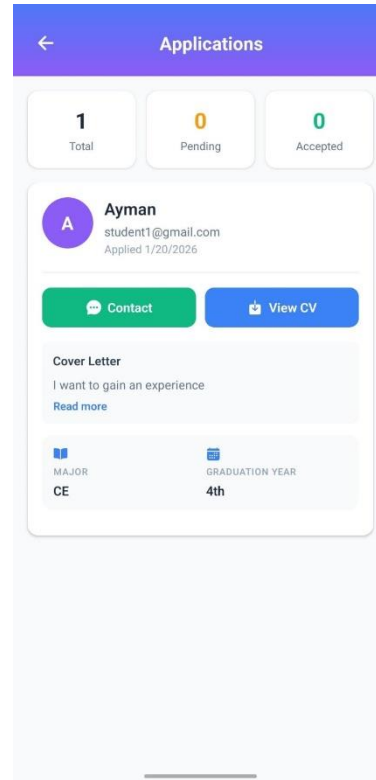 Applications
1
Total
0
Pending
0
Accepted
A
Ayman
student1@gmail.com
Applied 1/20/2026
Contact
View CV
Cover Letter
I want to gain an experience
Read more
MAJOR
CE
GRADUATION YEAR
4th